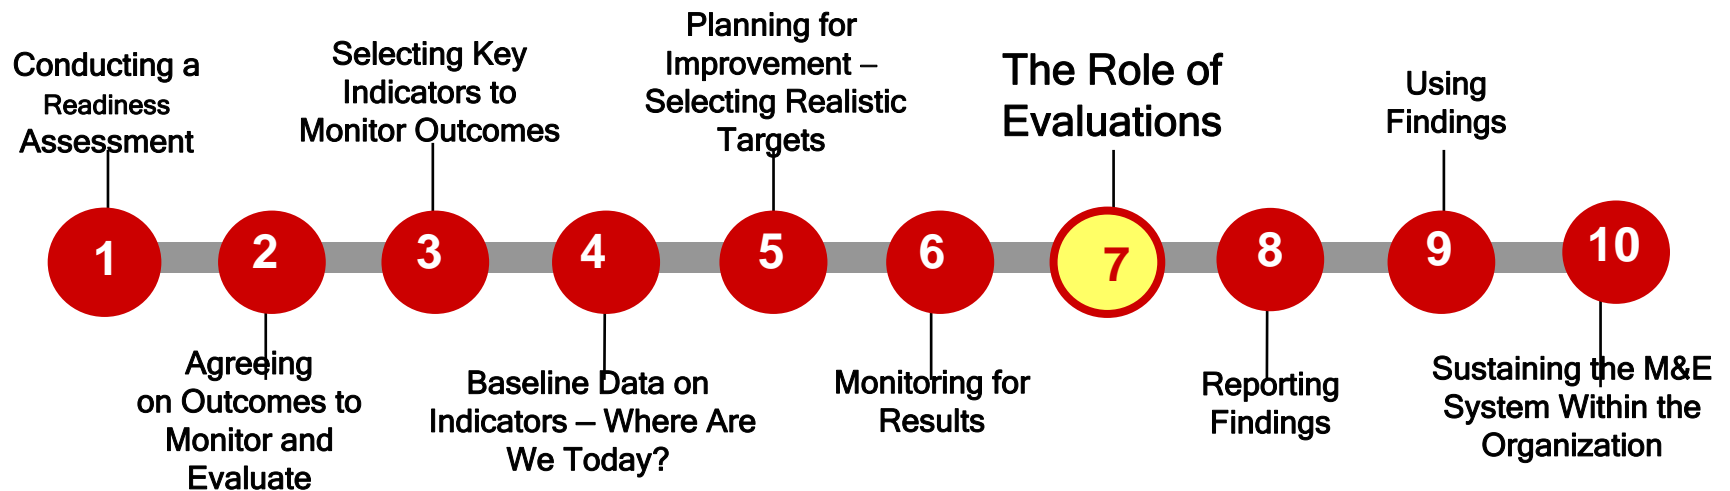 Conducting a
Readiness
Assessment
Selecting Key
Indicators to
Monitor Outcomes
Planning for
Improvement –
Selecting Realistic
Targets
The Role of
Evaluations
Using
Findings
1
2
3
4
5
6
7
8
9
10
Agreeing
on Outcomes to
Monitor and
Evaluate
Baseline Data on
Indicators – Where Are
We Today?
Monitoring for
Results
Reporting
Findings
Sustaining the M&E
System Within the
Organization